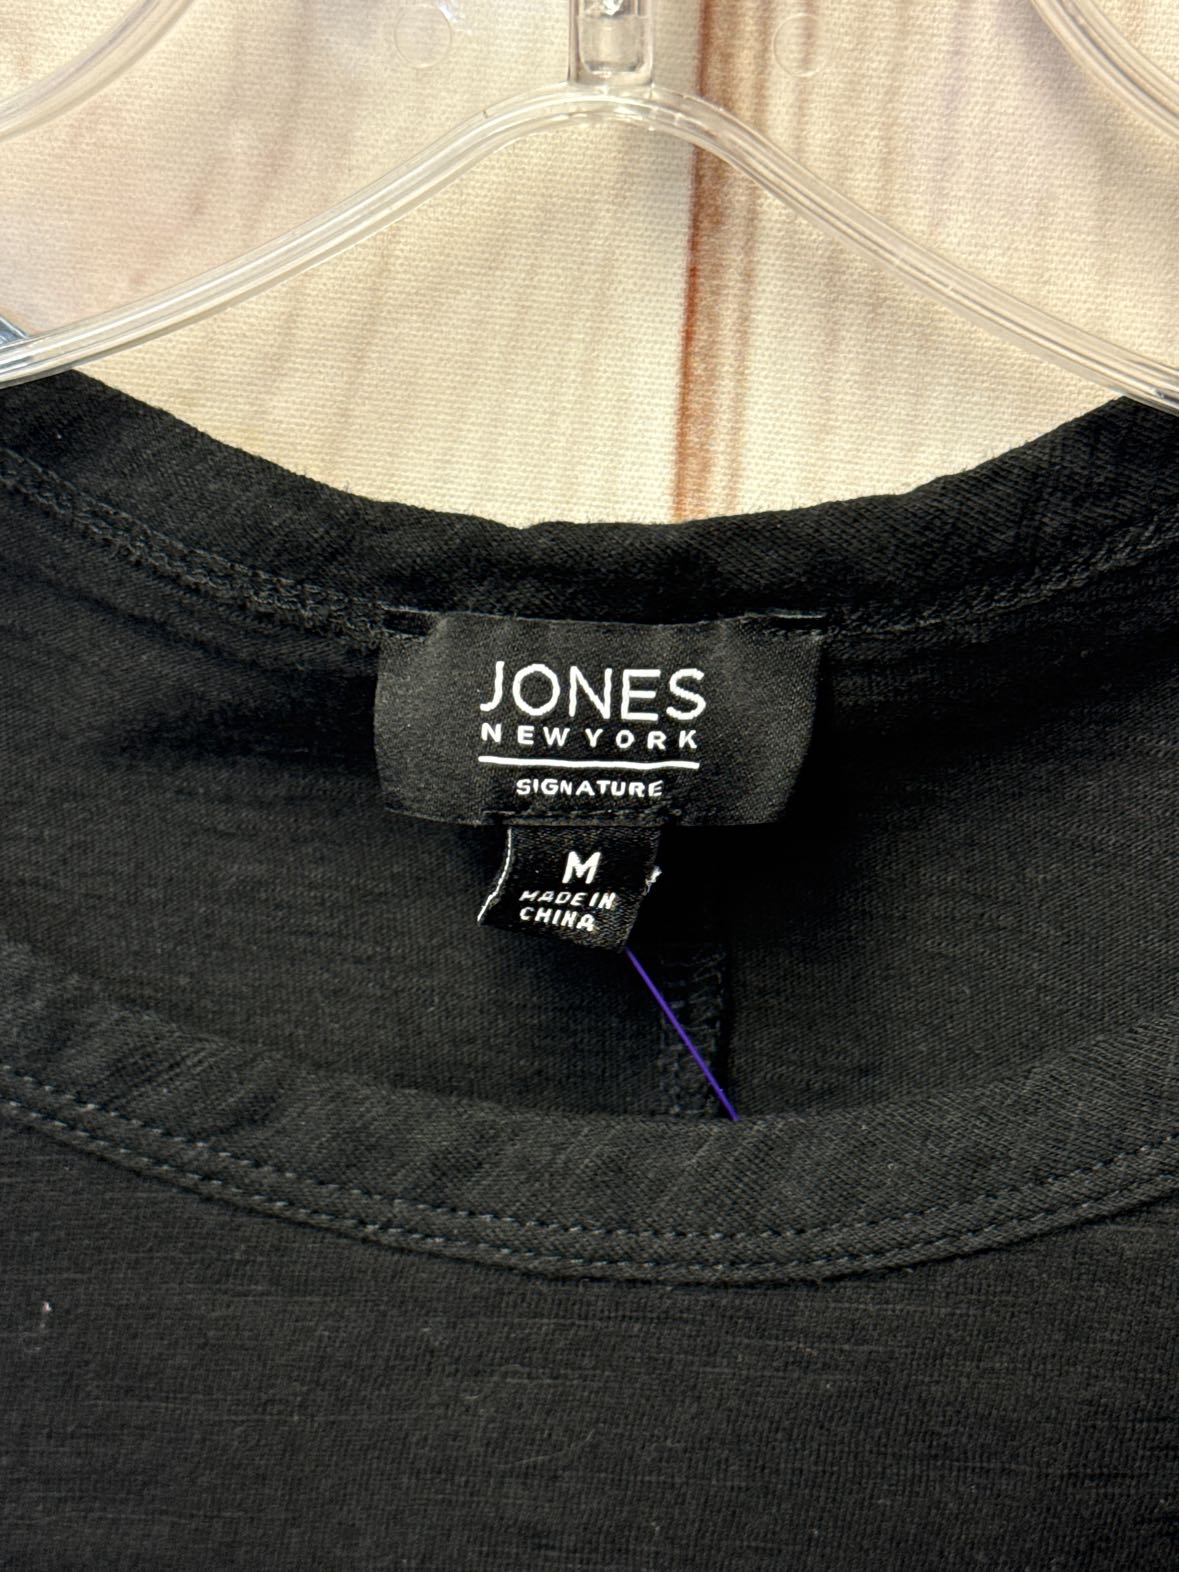 JONES
NEW YORK
SIGNATURE
M
MADE IN
CHINA